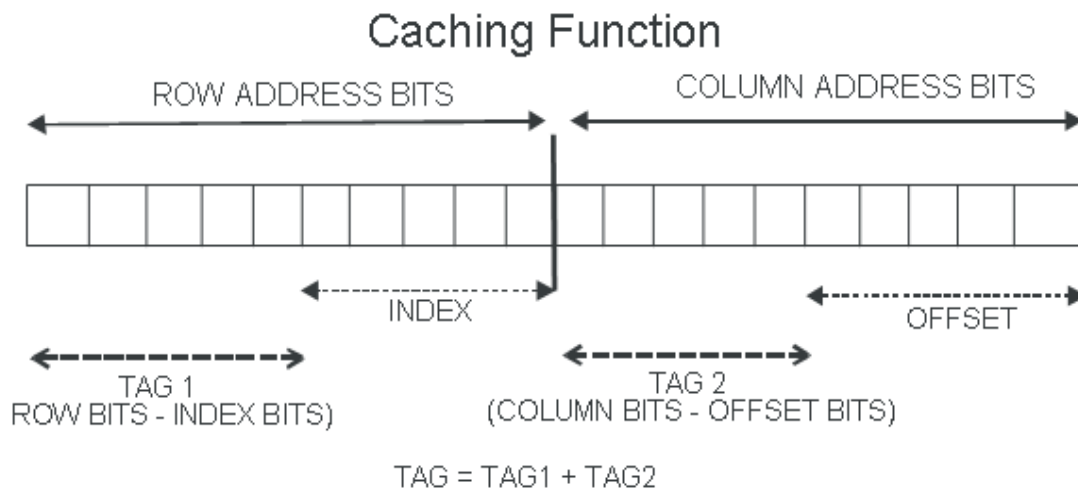 Caching Function
ROW ADDRESS BITS
COLUMN ADDRESS BITS
INDEX
OFFSET
TAG 1
ROW BITS - INDEX BITS)
TAG 2
(COLUMN BITS - OFFSET BITS)
TAG = TAG1 + TAG2